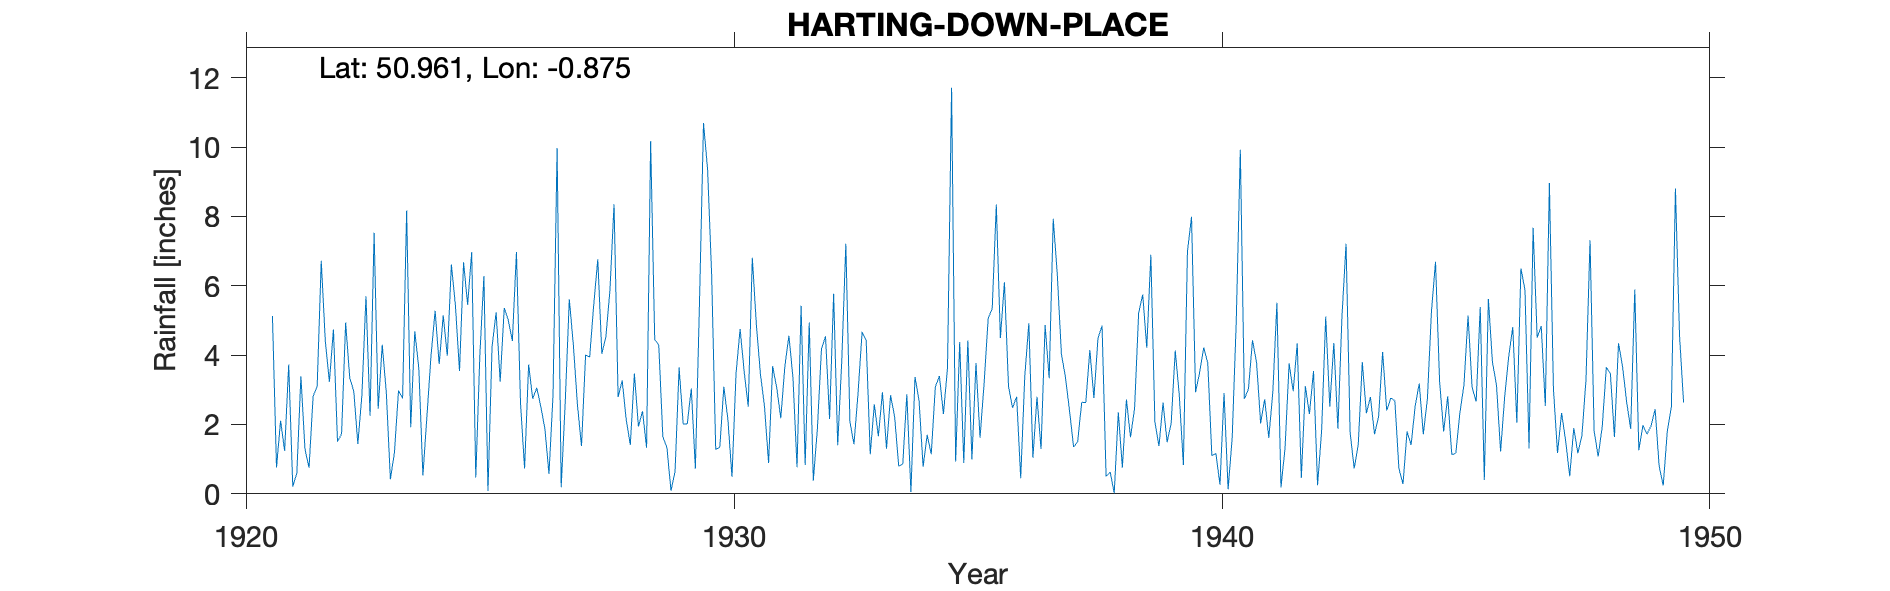 HARTING-DOWN-PLACE
Lat: 50.961, Lon: -0.875
12
10
8
6
4
2
0
Rainfall [inches]
1920 1930 1940 1950
Year